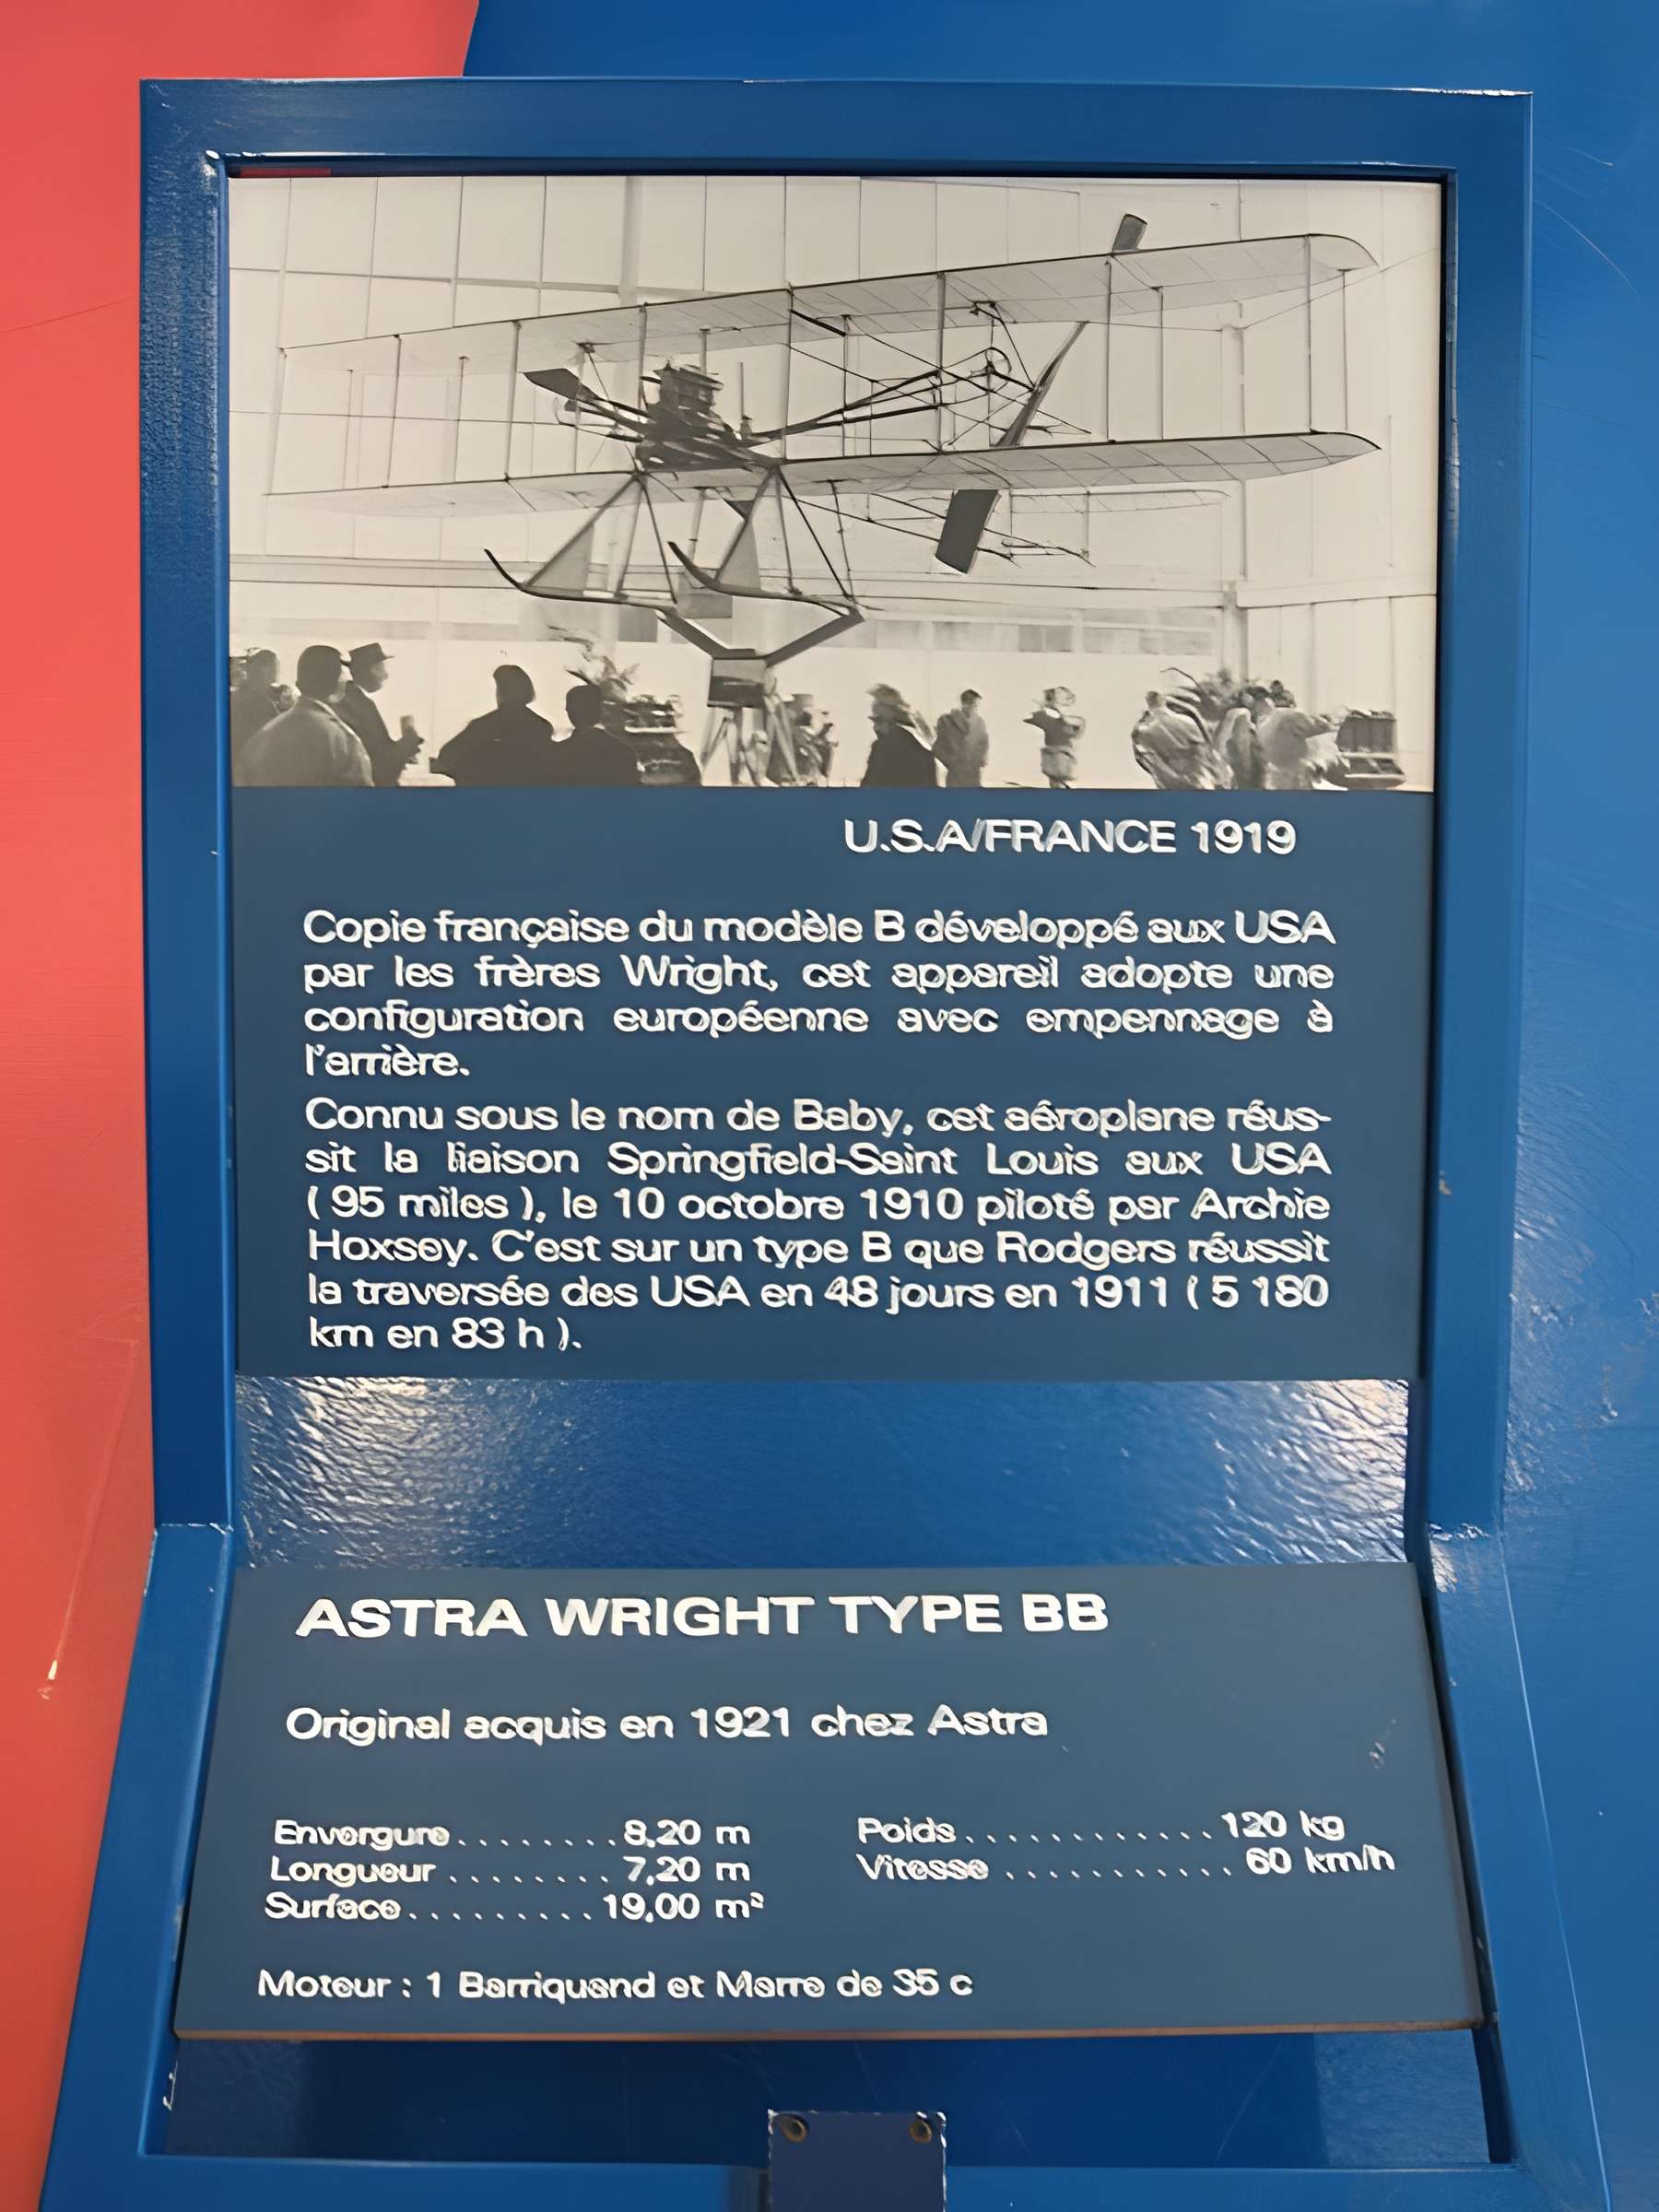 U.S.A/FRANCE 1919
Copie française du modèle B développé aux USA
par les frères Wright, cet appareil adopte une
configuration européenne avec empennage à
l'arrière.
Connu sous le nom de Baby, cet aéroplane réus-
sit la liaison Springfield-Saint Louis aux USA
( 95 miles ), le 10 octobre 1910 piloté par Archie
Hoxsey. C'est sur un type B que Rodgers réussit
la traversée des USA en 48 jours en 1911 ( 5 180
km en 83 h ).
ASTRA WRIGHT TYPE BB
Original acquis en 1921 chez Astra
Envergure . . . . . . . . 8,20 m
Longueur . . . . . . . . 7,20 m
Surface . . . . . . . . . 19,00 m²
Poids . . . . . . . . . . . . . 120 kg
Vitesse . . . . . . . . . . . . 60 km/h
Moteur : 1 Barriquand et Marre de 35 c